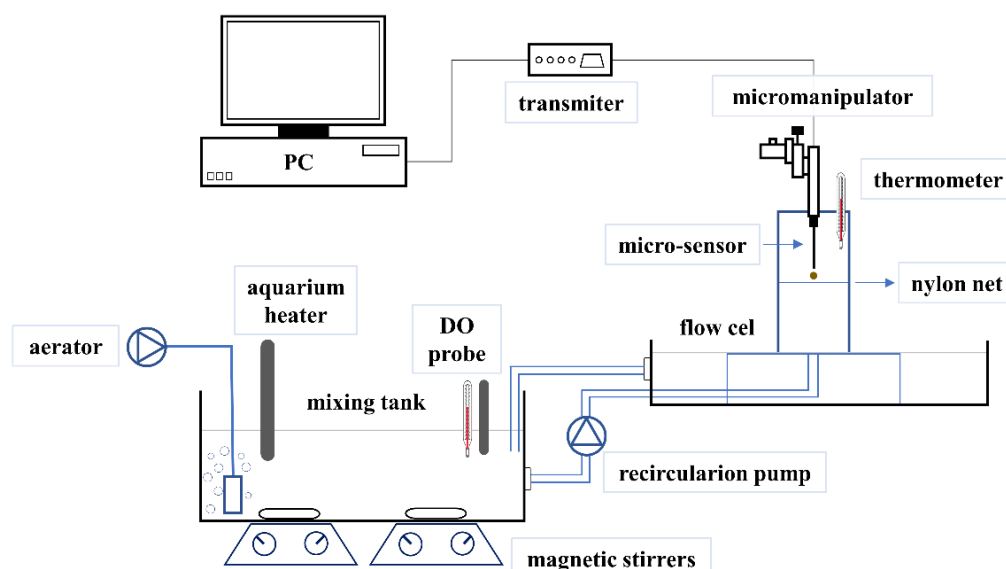 PC
transmiter
micromanipulator
thermometer
micro-sensor
nylon net
flow cel
aquarium
heater
DO
probe
aerator
mixing tank
recircularion pump
magnetic stirrers